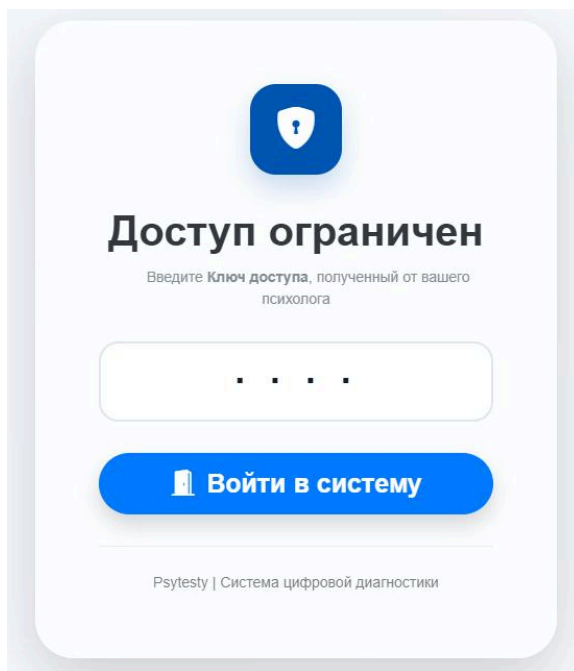 Доступ ограничен
Введите Ключ доступа, полученный от вашего
психолога
. . . .
Войти в систему
Psytesty | Система цифровой диагностики